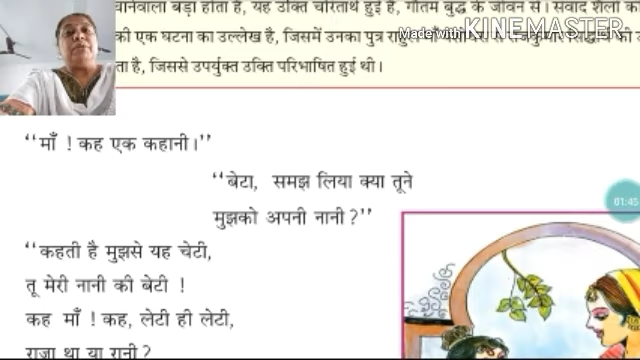 बड़ा होता है, यह उक्ति चरितार्थ हुई है, गौतम बुद्ध के जीवन से। संवाद शैली
की एक घटना का उल्लेख है, जिसमें उनका पुत्र
Made with KINEMASTER
ता है, जिससे उपर्युक्त उक्ति परिभाषित हुई थी।
“माँ ! कह एक कहानी।”
“बेटा, समझ लिया क्या तूने
मुझको अपनी नानी ?”
01:45
“कहती है मुझसे यह चेटी,
तू मेरी नानी की बेटी !
कह माँ ! कह, लेटी ही लेटी,
राजा था या रानी ?